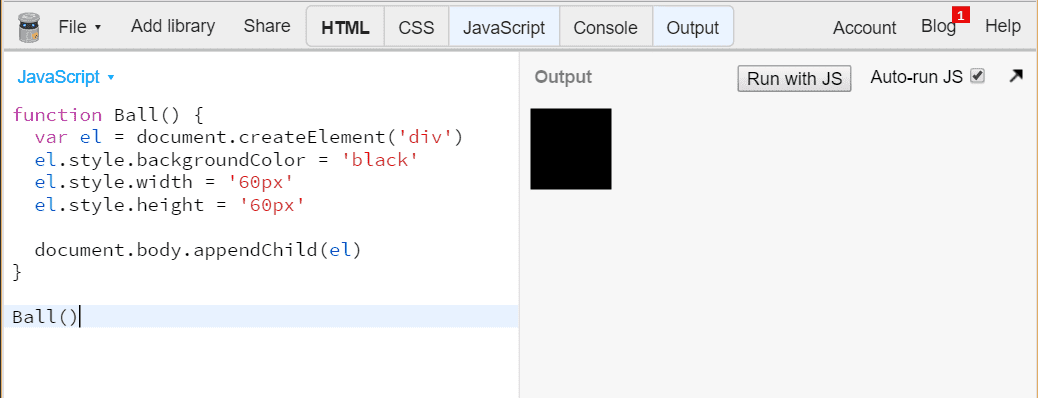 File ▾ Add library Share HTML CSS JavaScript Console Output Account Blog 1 Help
JavaScript ▾
Output Run with JS Auto-run JS
function Ball() {
  var el = document.createElement('div')
  el.style.backgroundColor = 'black'
  el.style.width = '60px'
  el.style.height = '60px'

  document.body.appendChild(el)
}

Ball()